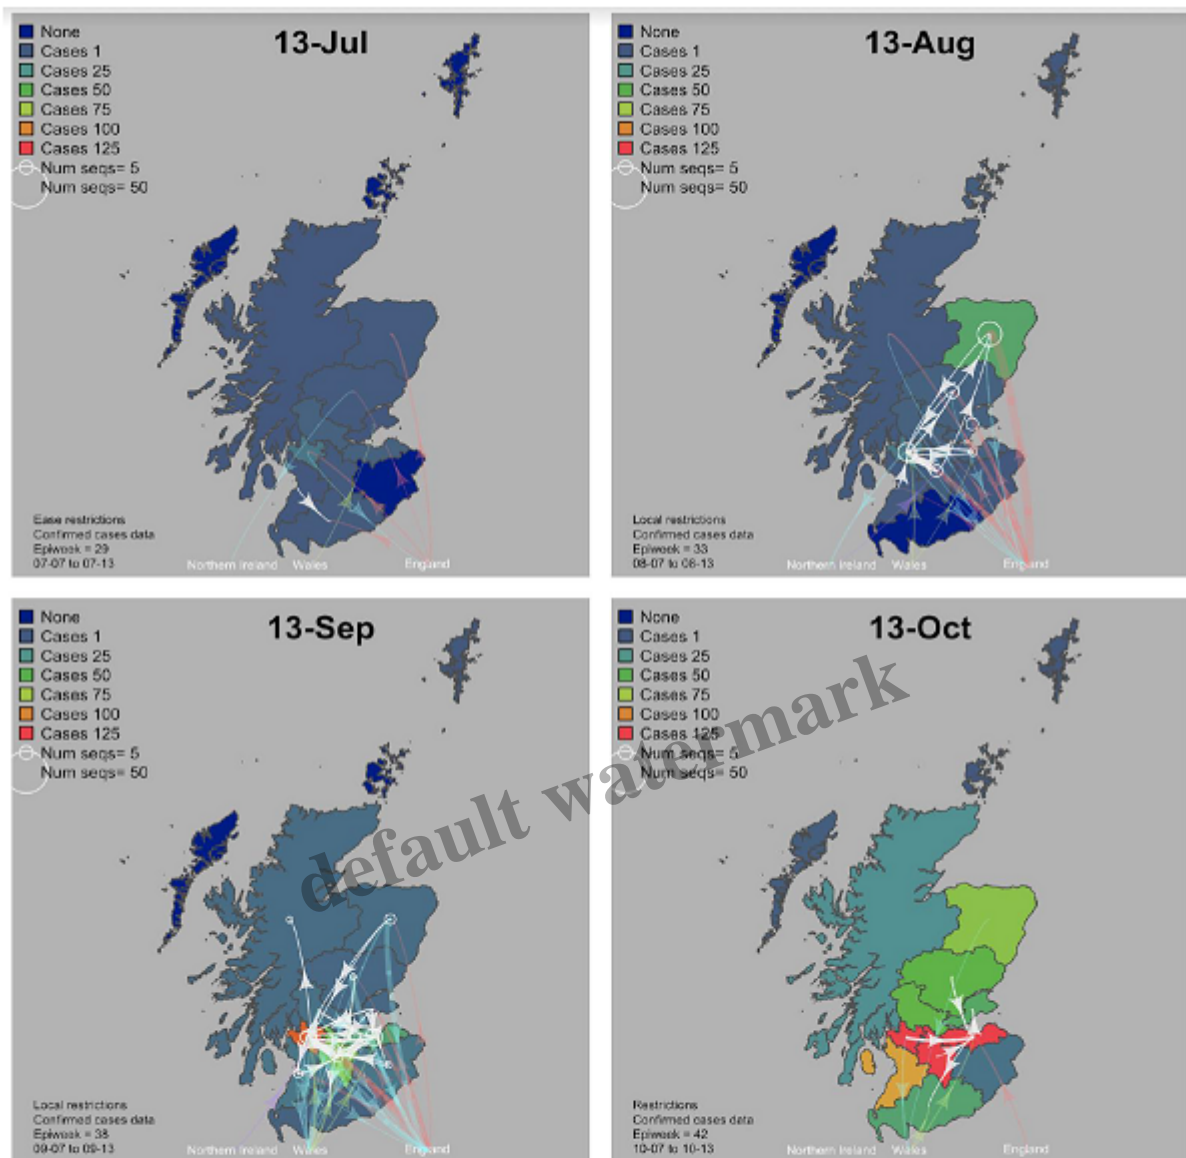 13-Jul
None
Cases 1
Cases 25
Cases 50
Cases 75
Cases 100
Cases 125
Num seqs= 5
Num seqs= 50
Ease restrictions
Confirmed cases data
Epiweek = 29
07-07 to 07-13
Northern Ireland Wales England
13-Aug
None
Cases 1
Cases 25
Cases 50
Cases 75
Cases 100
Cases 125
Num seqs= 5
Num seqs= 50
Local restrictions
Confirmed cases data
Epiweek = 33
08-07 to 08-13
Northern Ireland Wales England
13-Sep
None
Cases 1
Cases 25
Cases 50
Cases 75
Cases 100
Cases 125
Num seqs= 5
Num seqs= 50
Local restrictions
Confirmed cases data
Epiweek = 38
09-07 to 09-13
Northern Ireland Wales England
13-Oct
None
Cases 1
Cases 25
Cases 50
Cases 75
Cases 100
Cases 125
Num seqs= 5
Num seqs= 50
Restrictions
Confirmed cases data
Epiweek = 42
10-07 to 10-13
Northern Ireland Wales England
default watermark